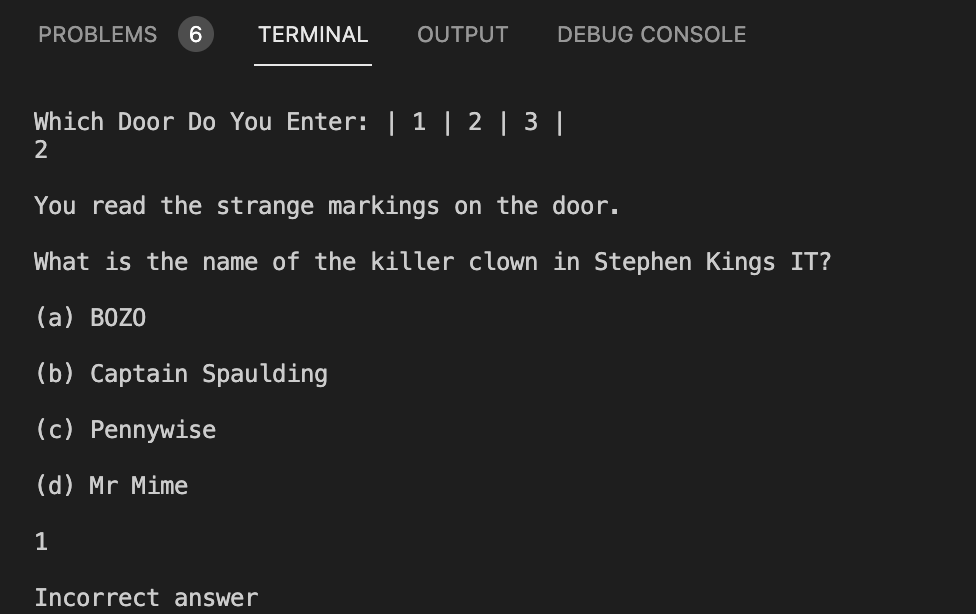 PROBLEMS 6 TERMINAL OUTPUT DEBUG CONSOLE
Which Door Do You Enter: | 1 | 2 | 3 |
2
You read the strange markings on the door.
What is the name of the killer clown in Stephen Kings IT?
(a) BOZO
(b) Captain Spaulding
(c) Pennywise
(d) Mr Mime
1
Incorrect answer